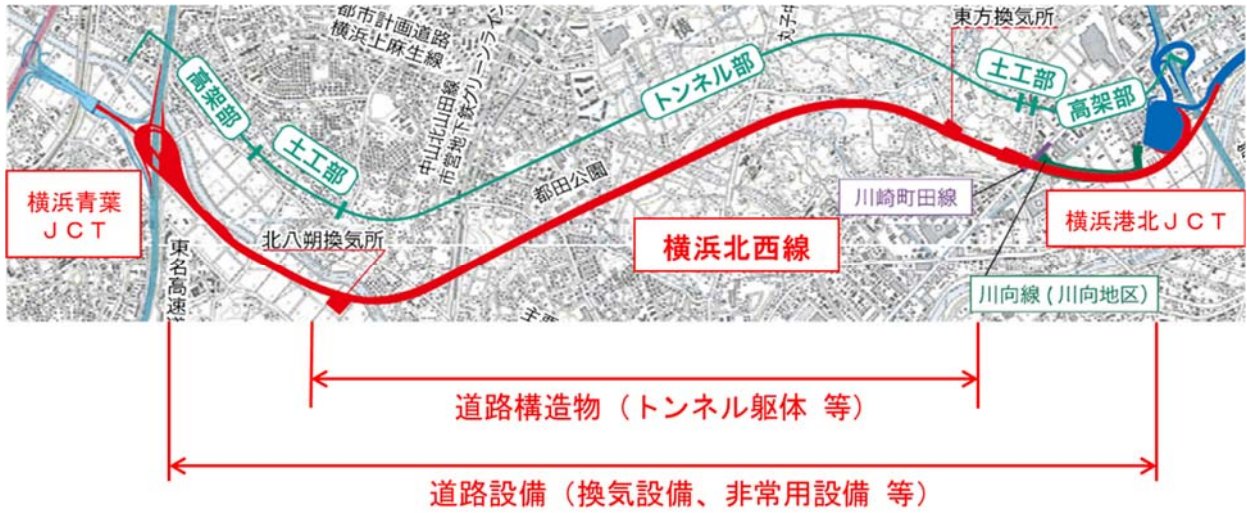 都市計画道路
横浜上麻生線
東方換気所
土工部
高架部
トンネル部
高架部
土工部
中山北山田線
市営地下鉄グリーンライン
都田公園
川崎町田線
横浜青葉
ＪＣＴ
北八朔換気所
横浜北西線
横浜港北ＪＣＴ
東名高速道
川向線（川向地区）
道路構造物（トンネル躯体 等）
道路設備（換気設備、非常用設備 等）